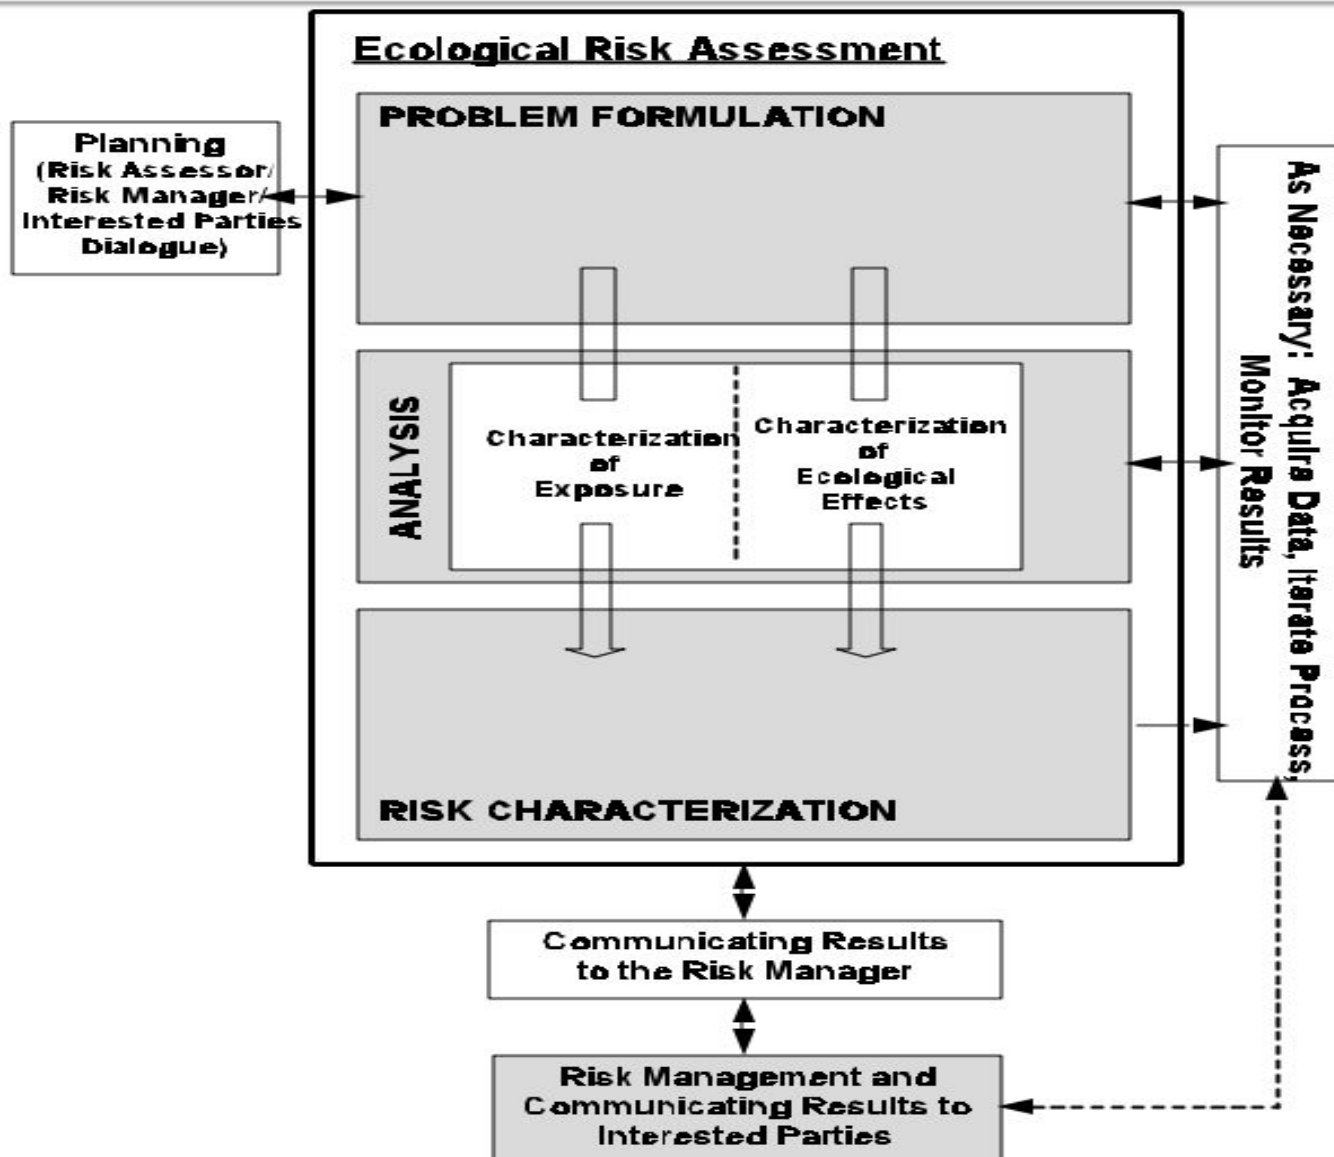 Ecological Risk Assessment
PROBLEM FORMULATION
Planning
(Risk Assessor/
Risk Manager/
Interested Parties
Dialogue)
As Necessary: Acquire Data, Iterate Process,
Monitor Results
ANALYSIS
Characterization
of
Exposure
Characterization
of
Ecological
Effects
RISK CHARACTERIZATION
Communicating Results
to the Risk Manager
Risk Management and
Communicating Results to
Interested Parties